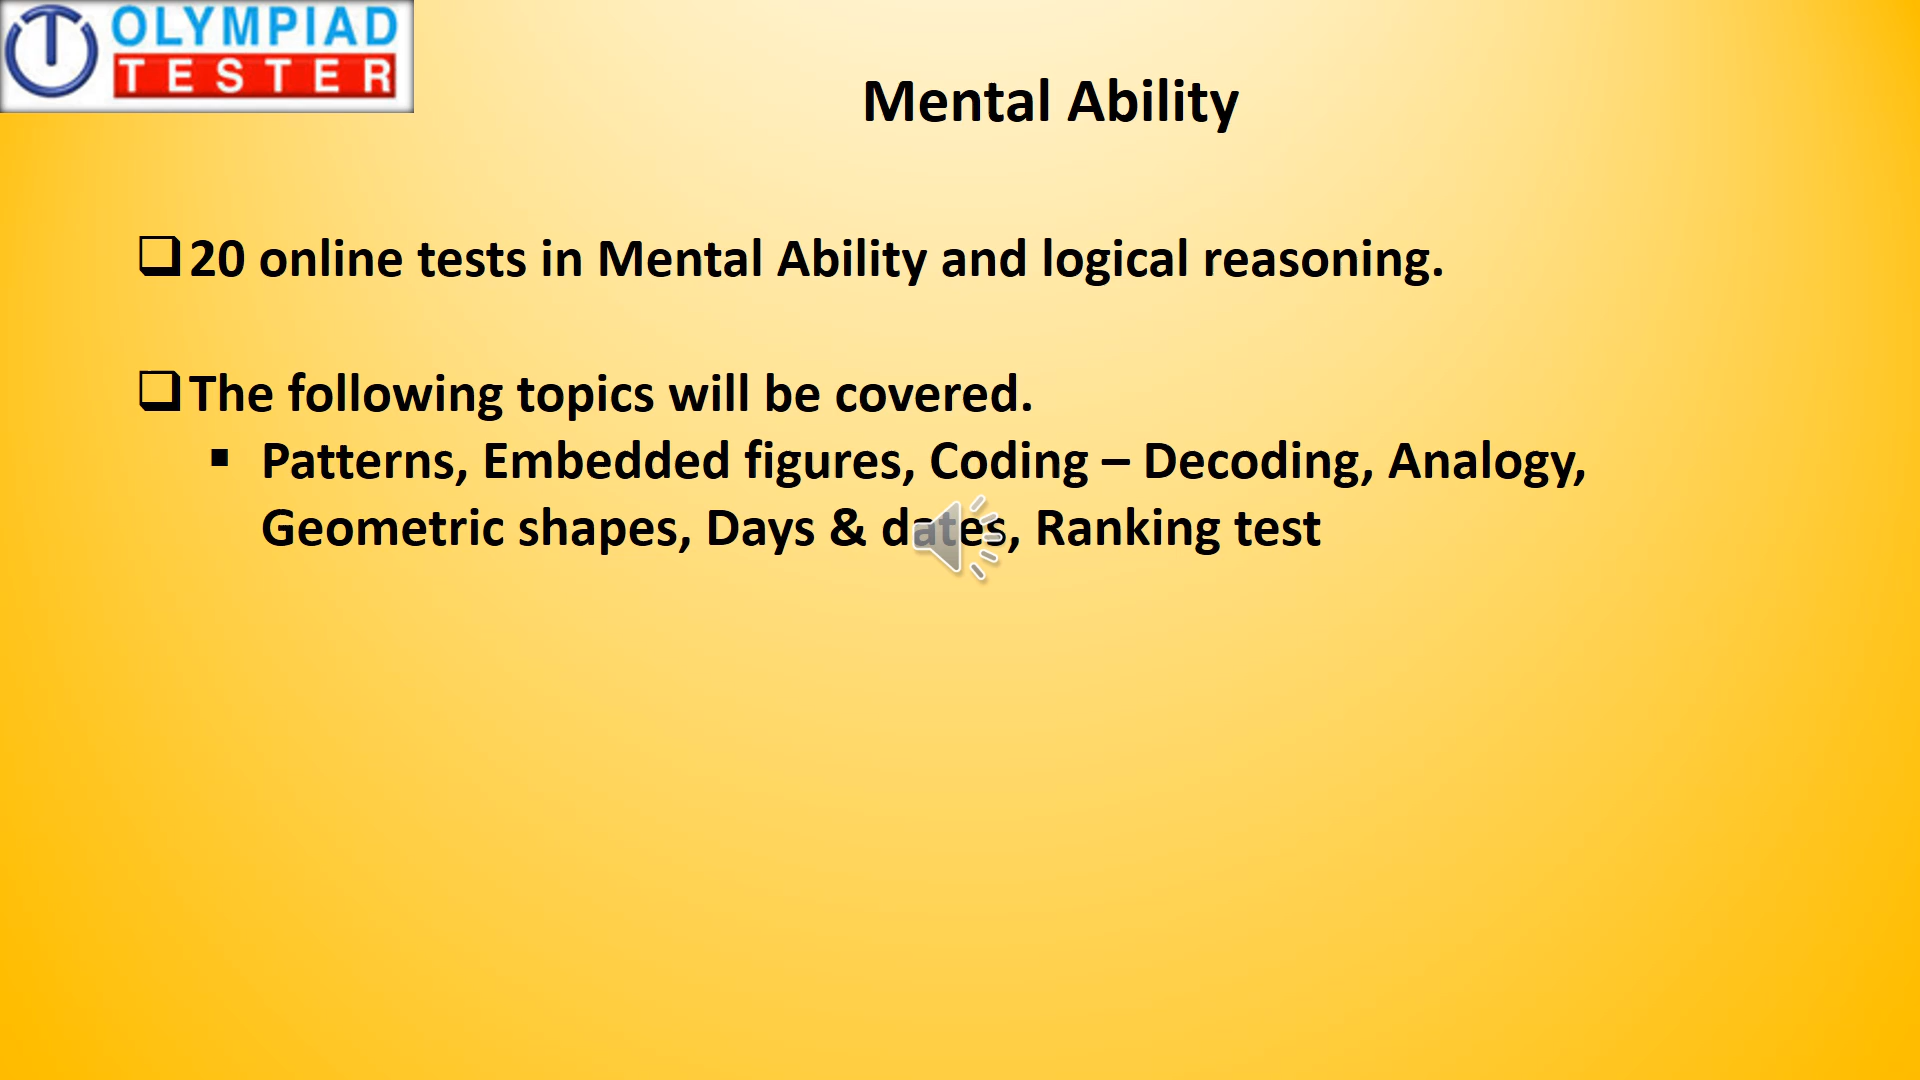 OLYMPIAD
TESTER
Mental Ability
20 online tests in Mental Ability and logical reasoning.
The following topics will be covered.
Patterns, Embedded figures, Coding – Decoding, Analogy,
Geometric shapes, Days & dates, Ranking test